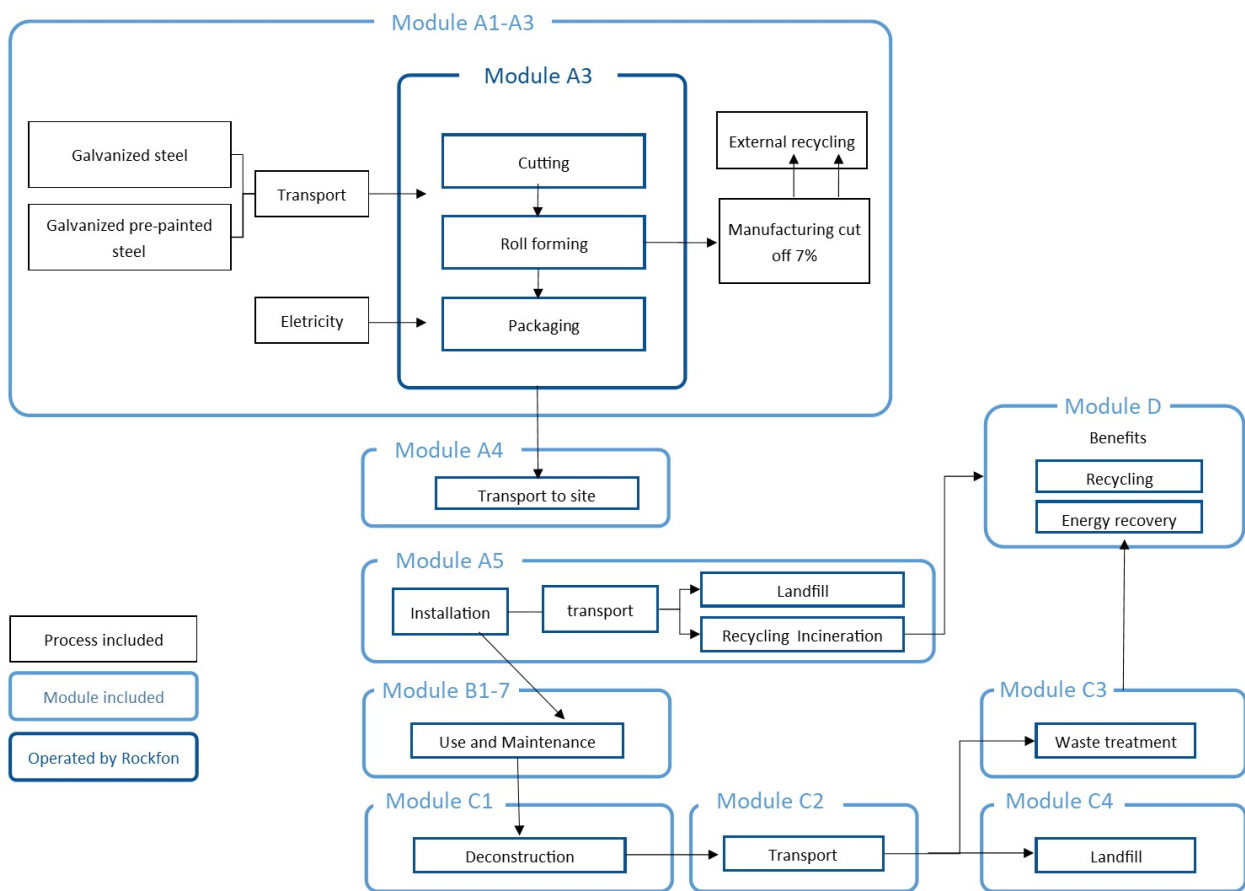 Module A1-A3
Module A3
Galvanized steel
Galvanized pre-painted
steel
Transport
Eletricity
Cutting
Roll forming
Packaging
External recycling
Manufacturing cut
off 7%
Module A4
Transport to site
Module D
Benefits
Recycling
Energy recovery
Module A5
Installation
transport
Landfill
Recycling Incineration
Process included
Module included
Operated by Rockfon
Module B1-7
Use and Maintenance
Module C3
Waste treatment
Module C1
Deconstruction
Module C2
Transport
Module C4
Landfill